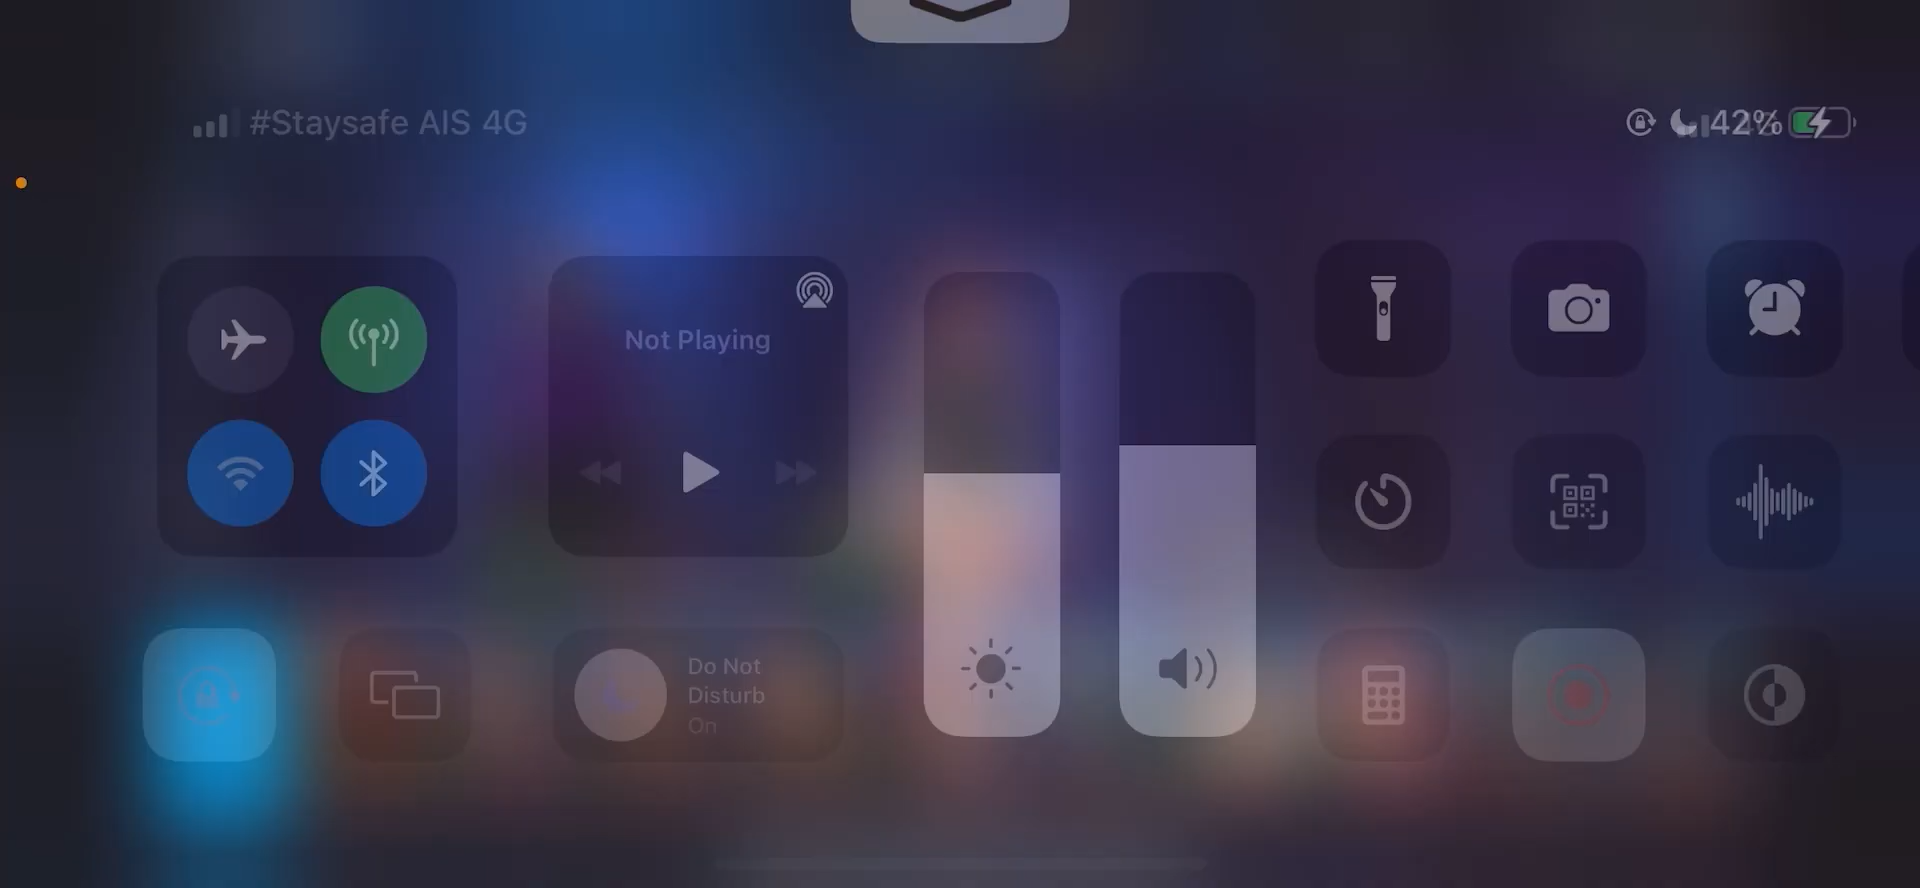 #Staysafe AIS 4G
42%
Not Playing
Do Not
Disturb
On